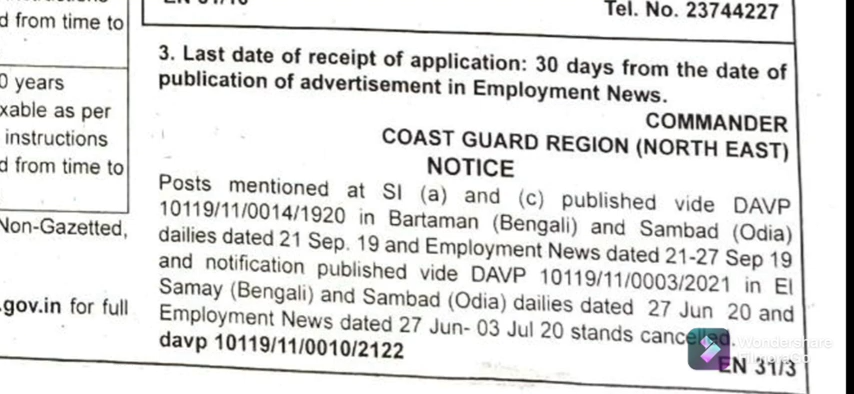 d from time to
Tel. No. 23744227
3. Last date of receipt of application: 30 days from the date of
publication of advertisement in Employment News.
0 years
xable as per
instructions
d from time to
COMMANDER
COAST GUARD REGION (NORTH EAST)
NOTICE
Posts mentioned at SI (a) and (c) published vide DAVP
10119/11/0014/1920 in Bartaman (Bengali) and Sambad (Odia)
dailies dated 21 Sep. 19 and Employment News dated 21-27 Sep 19
and notification published vide DAVP 10119/11/0003/2021 in EI
Samay (Bengali) and Sambad (Odia) dailies dated 27 Jun 20 and
Employment News dated 27 Jun- 03 Jul 20 stands cancelled.
davp 10119/11/0010/2122
EN 31/3
Non-Gazetted,
.gov.in for full
Wondershare